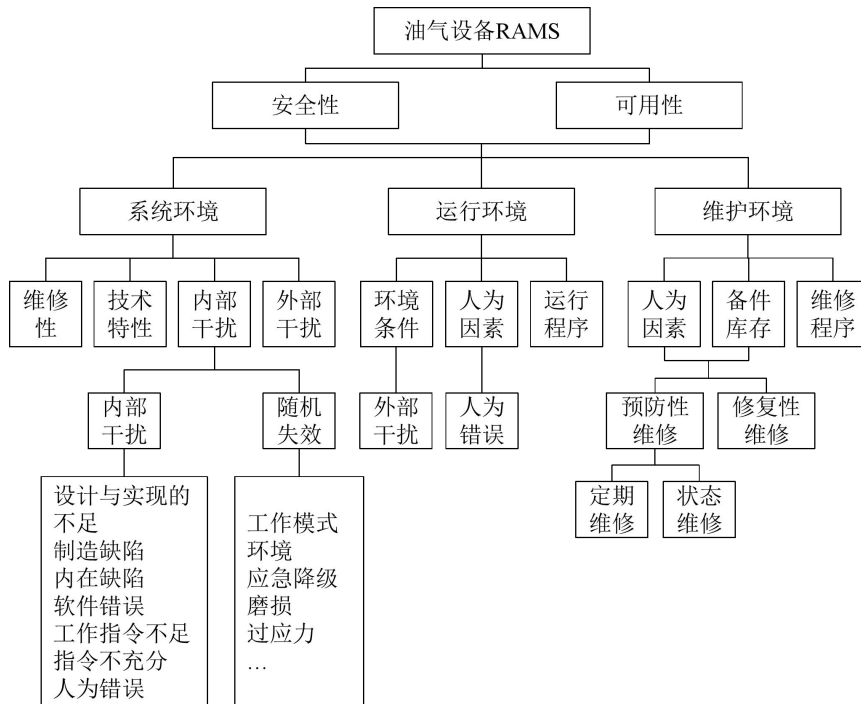 油气设备RAMS
安全性
可用性
系统环境
运行环境
维护环境
维修
性
技术
特性
内部
干扰
外部
干扰
环境
条件
人为
因素
运行
程序
人为
因素
备件
库存
维修
程序
内部
干扰
随机
失效
外部
干扰
人为
错误
预防性
维修
修复性
维修
设计与实现的
不足
制造缺陷
内在缺陷
软件错误
工作指令不足
指令不充分
人为错误
工作模式
环境
应急降级
磨损
过应力
…
定期
维修
状态
维修